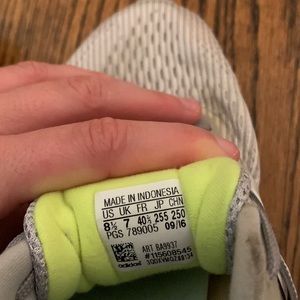 MADE IN INDONESIA
US UK FR JP CHN
8½ 7 40⅔ 255 250
PGS 789005 09/16
ART BA9937
#115608545
adidas